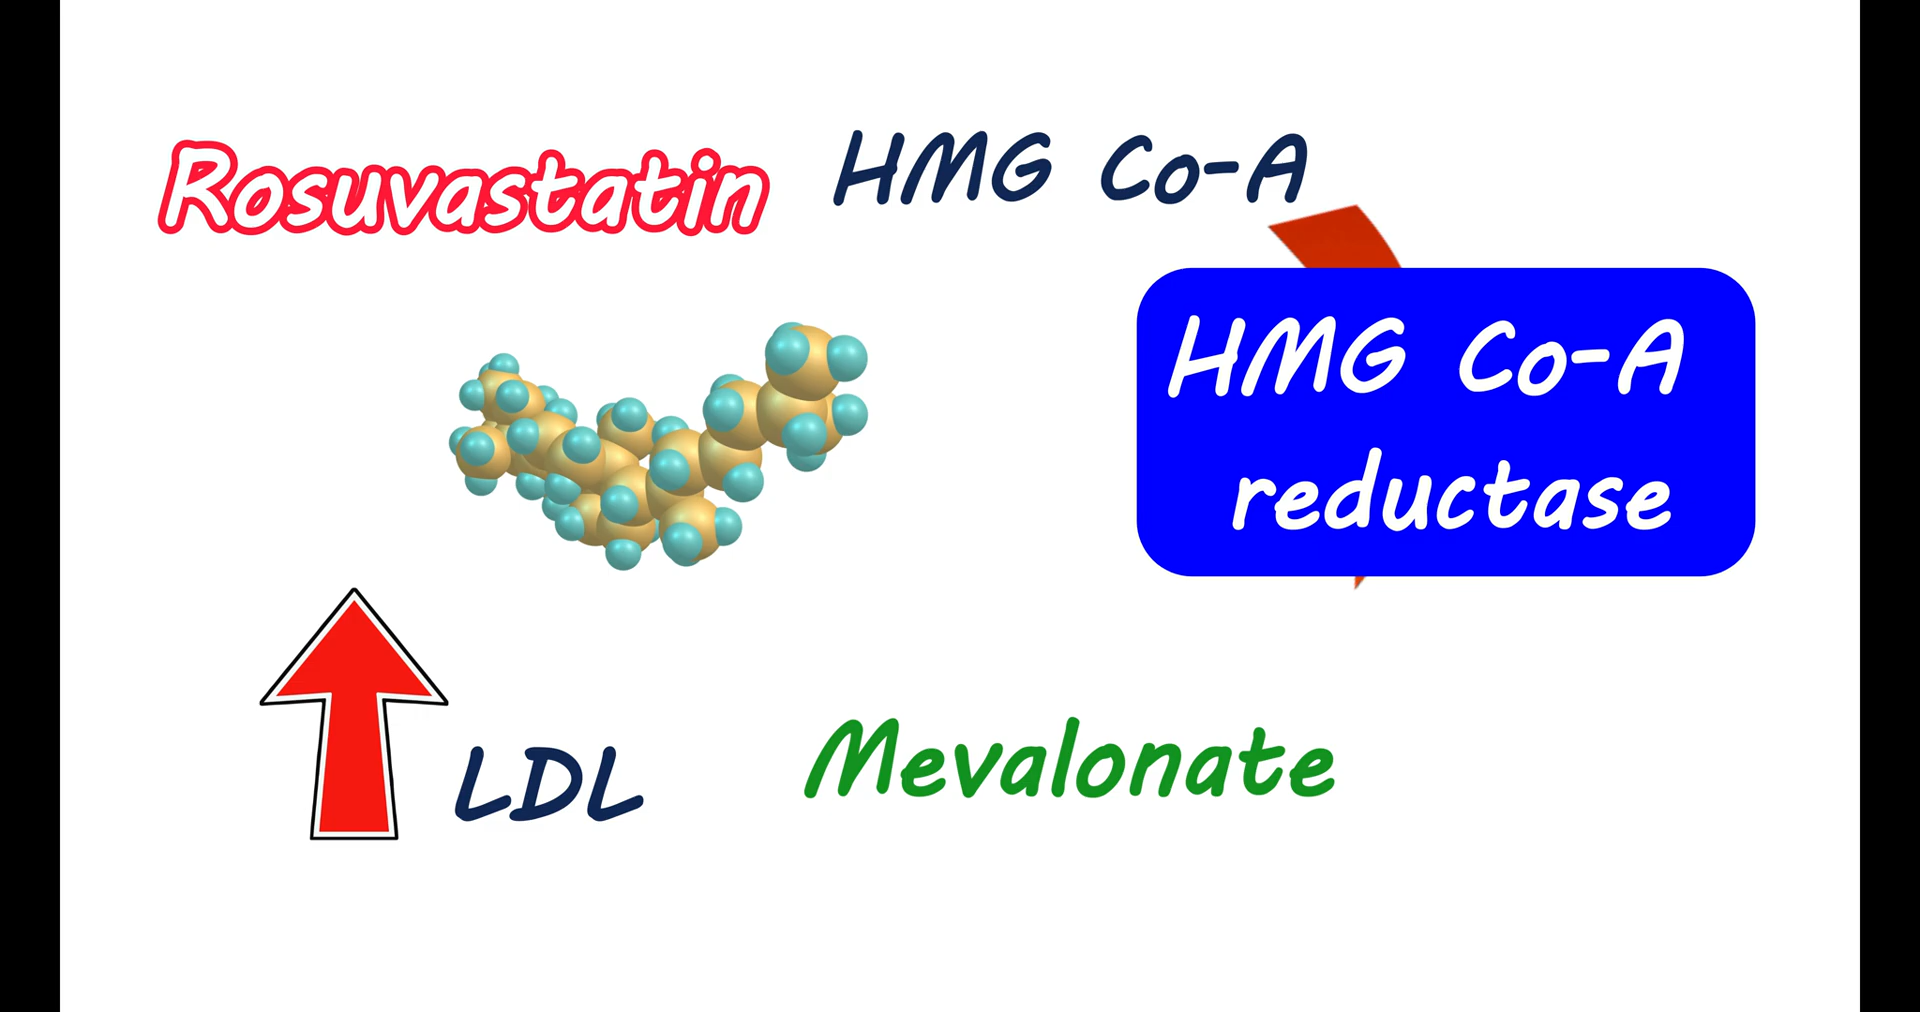 Rosuvastatin
HMG Co-A
HMG Co-A
reductase
LDL
Mevalonate